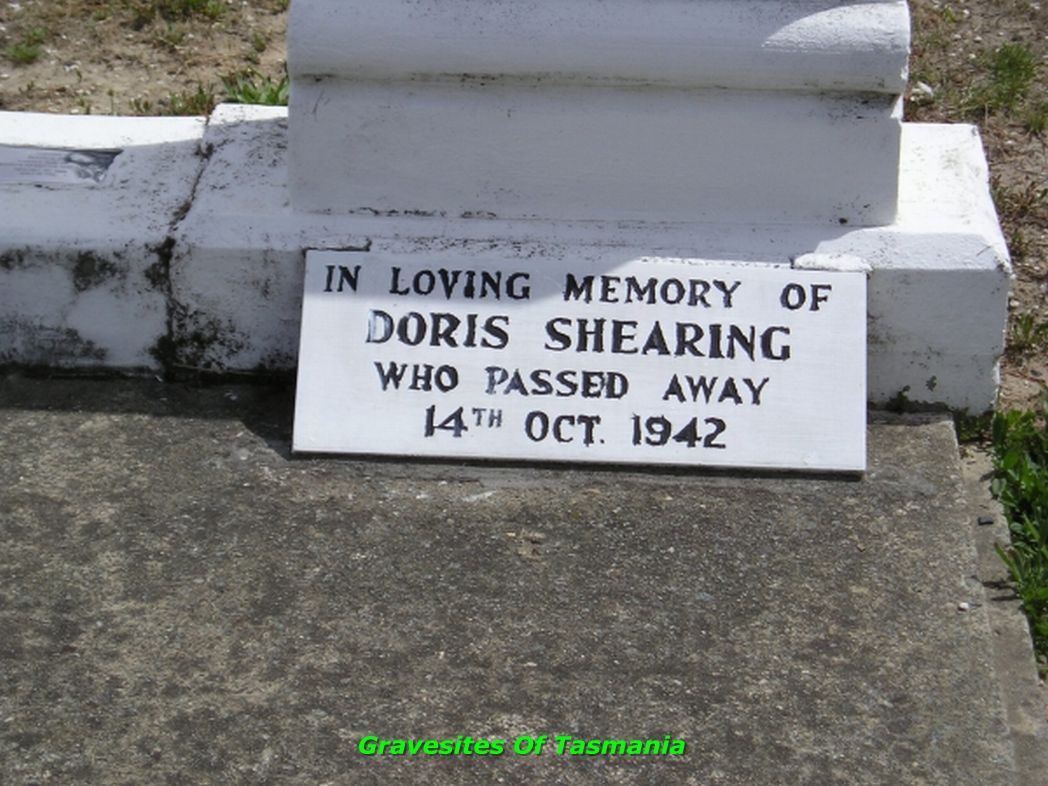 IN LOVING MEMORY OF
DORIS SHEARING
WHO PASSED AWAY
14TH OCT. 1942
Gravesites Of Tasmania